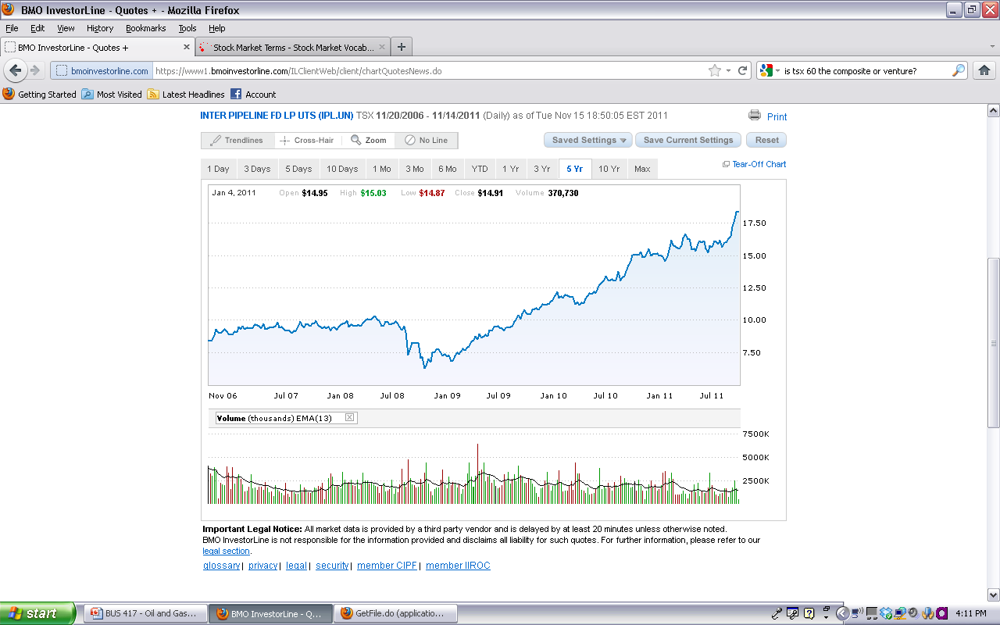 BMO InvestorLine - Quotes + - Mozilla Firefox
File Edit View History Bookmarks Tools Help
BMO InvestorLine - Quotes + Stock Market Terms - Stock Market Vocab...
bmoinvestorline.com https://www1.bmoinvestorline.com/ILClientWeb/client/chartQuotesNews.do is tsx 60 the composite or venture?
Getting Started Most Visited Latest Headlines Account
INTER PIPELINE FD LP UTS (IPL.UN) TSX 11/20/2006 - 11/14/2011 (Daily) as of Tue Nov 15 18:50:05 EST 2011 Print
Trendlines Cross-Hair Zoom No Line Saved Settings Save Current Settings Reset
1 Day 3 Days 5 Days 10 Days 1 Mo 3 Mo 6 Mo YTD 1 Yr 3 Yr 5 Yr 10 Yr Max Tear-Off Chart
Jan 4, 2011 Open $14.95 High $15.03 Low $14.87 Close $14.91 Volume 370,730
17.50
15.00
12.50
10.00
7.50
Nov 06 Jul 07 Jan 08 Jul 08 Jan 09 Jul 09 Jan 10 Jul 10 Jan 11 Jul 11
Volume (thousands) EMA(13)
7500K
5000K
2500K
Important Legal Notice: All market data is provided by a third party vendor and is delayed by at least 20 minutes unless otherwise noted.
BMO InvestorLine is not responsible for the information provided and disclaims all liability for such quotes. For further information, please refer to our
legal section.
glossary | privacy | legal | security | member CIPF | member IIROC
start BUS 417 - Oil and Gas... BMO InvestorLine - Q... GetFile.do (applicatio... 4:11 PM